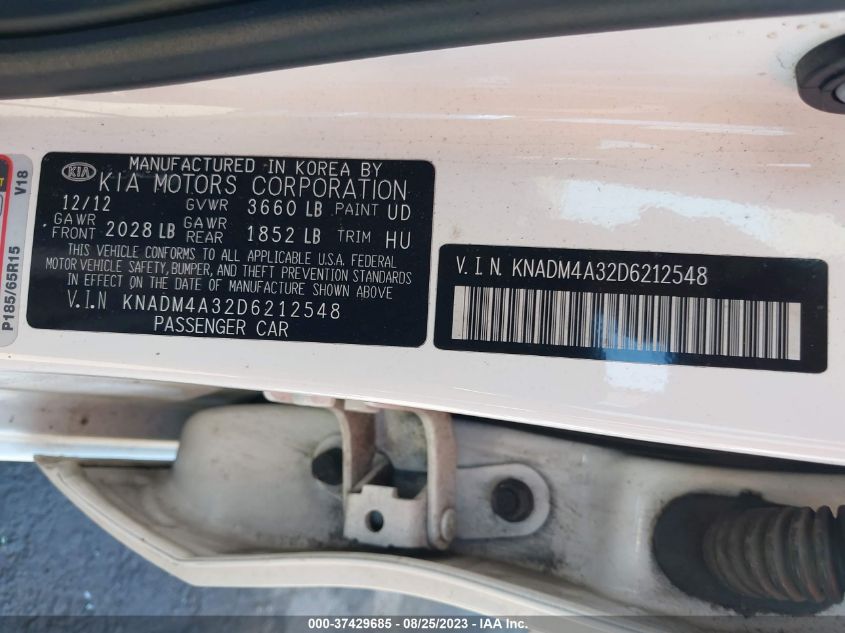 MANUFACTURED IN KOREA BY
KIA KIA MOTORS CORPORATION
12/12 GVWR 3660 LB PAINT UD
GAWR FRONT 2028 LB GAWR REAR 1852 LB TRIM HU
THIS VEHICLE CONFORMS TO ALL APPLICABLE U.S.A. FEDERAL
MOTOR VEHICLE SAFETY, BUMPER, AND THEFT PREVENTION STANDARDS
IN EFFECT ON THE DATE OF MANUFACTURE SHOWN ABOVE
V.I.N KNADM4A32D6212548
PASSENGER CAR
V.I.N. KNADM4A32D6212548
V18
P185/65R15
000-37429685 - 08/25/2023 - IAA Inc.